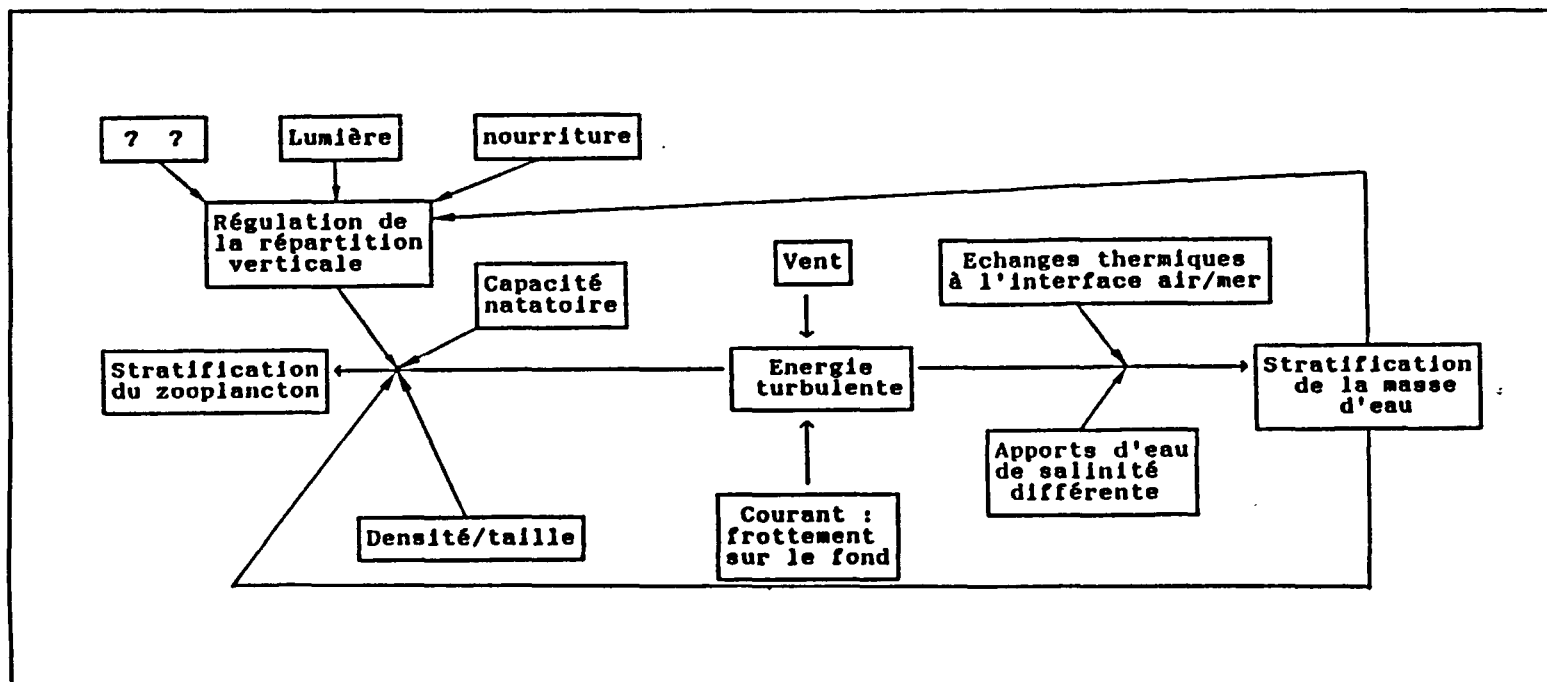 ? ?
Lumière
nourriture
Régulation de
la répartition
verticale
Capacité
natatoire
Vent
Echanges thermiques
à l'interface air/mer
Stratification
du zooplancton
Energie
turbulente
Stratification
de la masse
d'eau
Apports d'eau
de salinité
différente
Densité/taille
Courant :
frottement
sur le fond